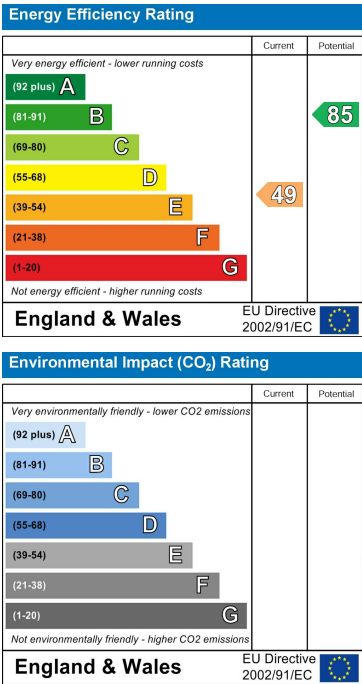 Energy Efficiency Rating
Current Potential
Very energy efficient - lower running costs
(92 plus) A
(81-91) B
85
(69-80) C
(55-68) D
49
(39-54) E
(21-38) F
(1-20) G
Not energy efficient - higher running costs
England & Wales
EU Directive
2002/91/EC
Environmental Impact (CO₂) Rating
Current Potential
Very environmentally friendly - lower CO2 emissions
(92 plus) A
(81-91) B
(69-80) C
(55-68) D
(39-54) E
(21-38) F
(1-20) G
Not environmentally friendly - higher CO2 emissions
England & Wales
EU Directive
2002/91/EC